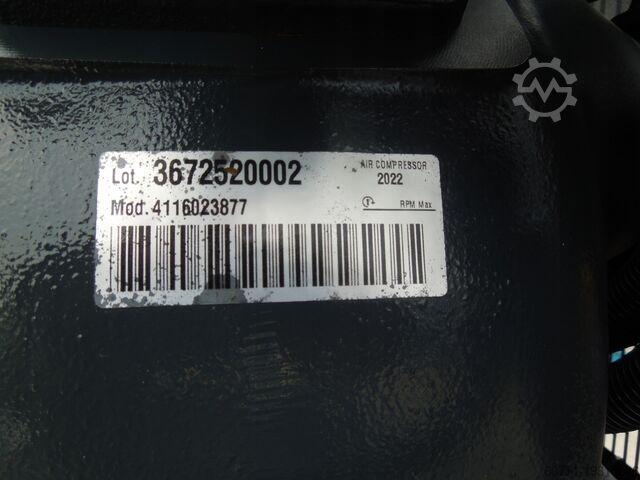 Lot. 3672520002
AIR COMPRESSOR
2022
Mod. 4116023877
RPM Max